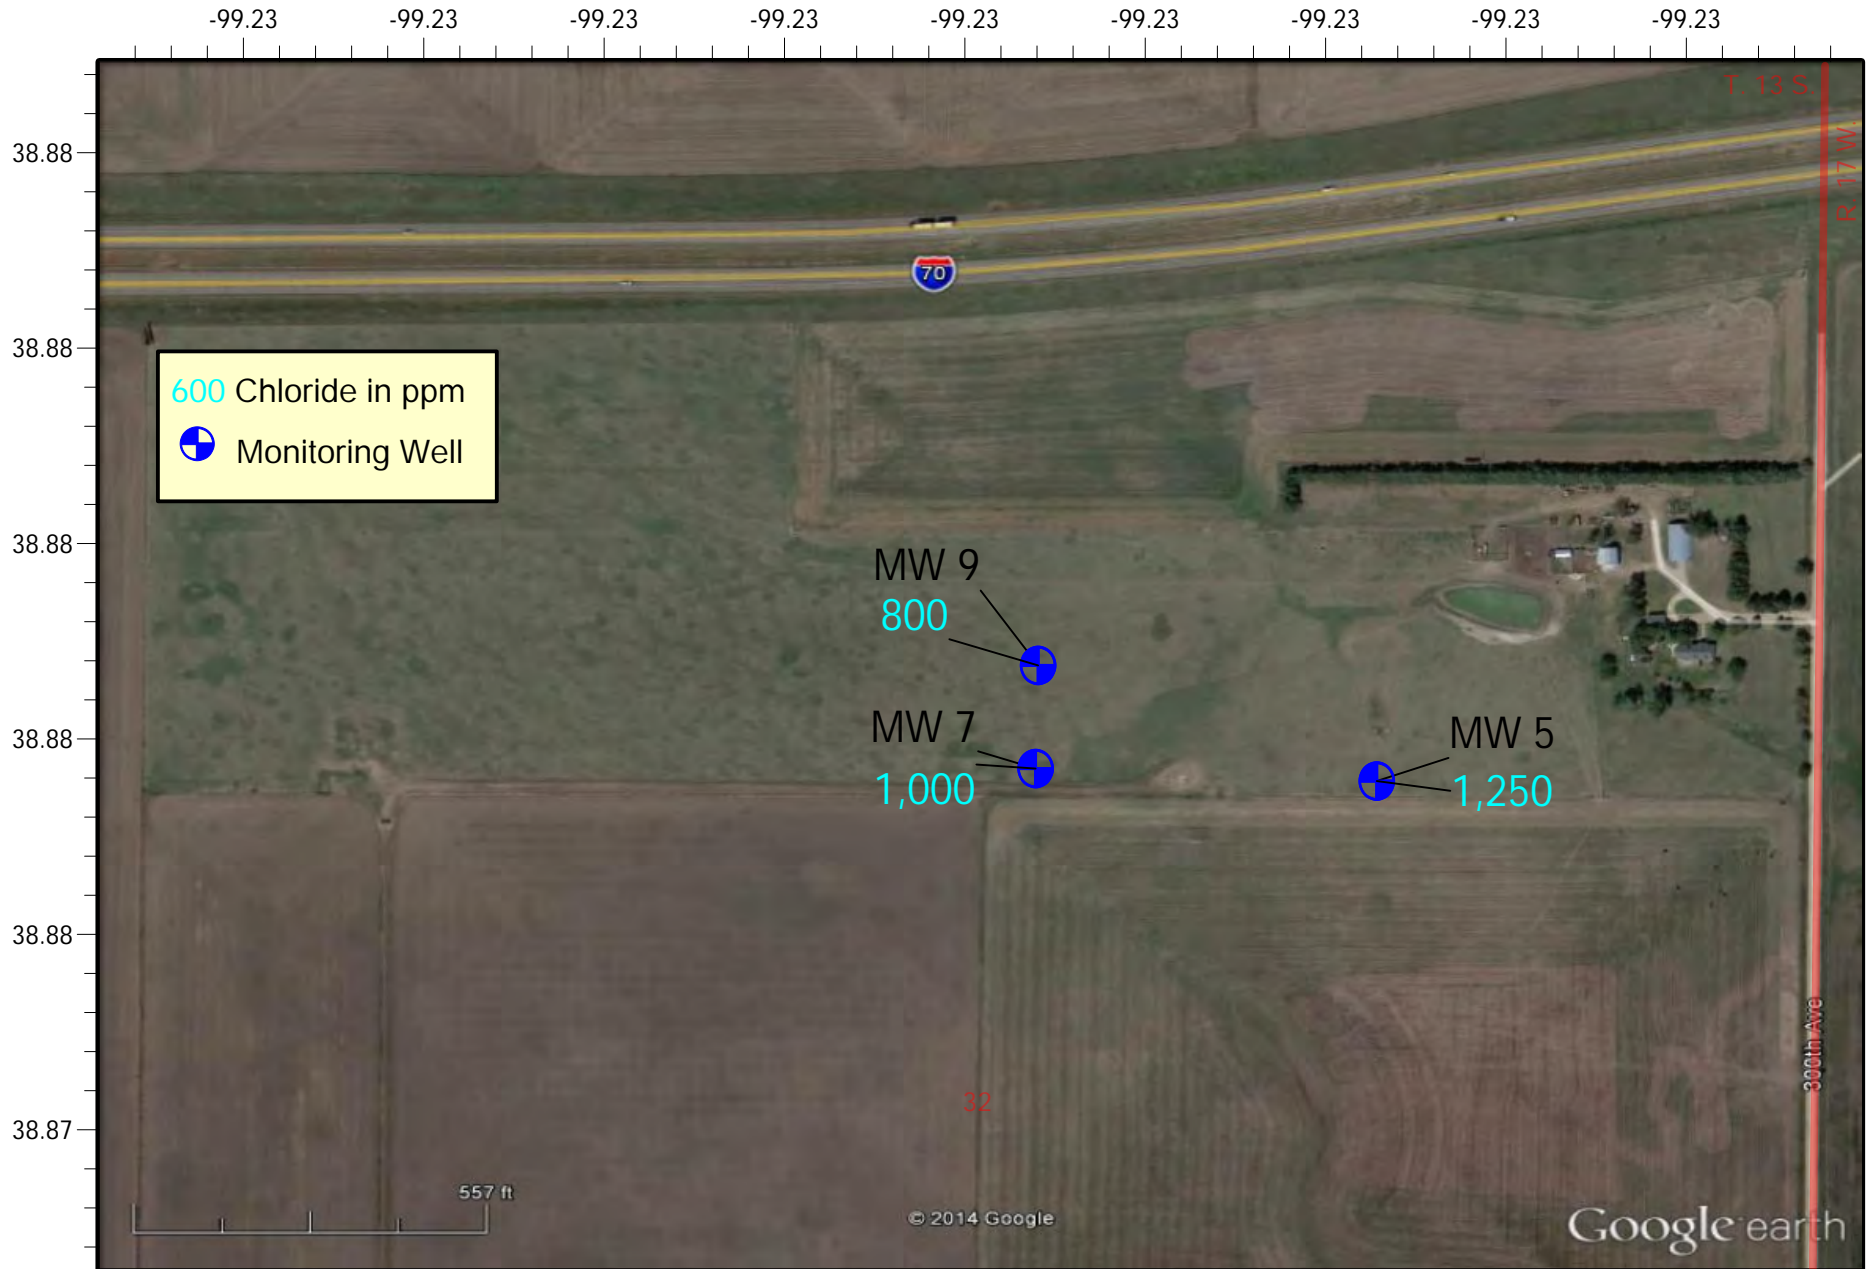 -99.23 -99.23 -99.23 -99.23 -99.23 -99.23 -99.23 -99.23 -99.23
T. 13 S.
R. 17 W.
38.88
70
38.88
600 Chloride in ppm
Monitoring Well
38.88
MW 9
800
38.88
MW 7
1,000
MW 5
1,250
38.88
300th Ave
32
38.87
557 ft
© 2014 Google
Google earth